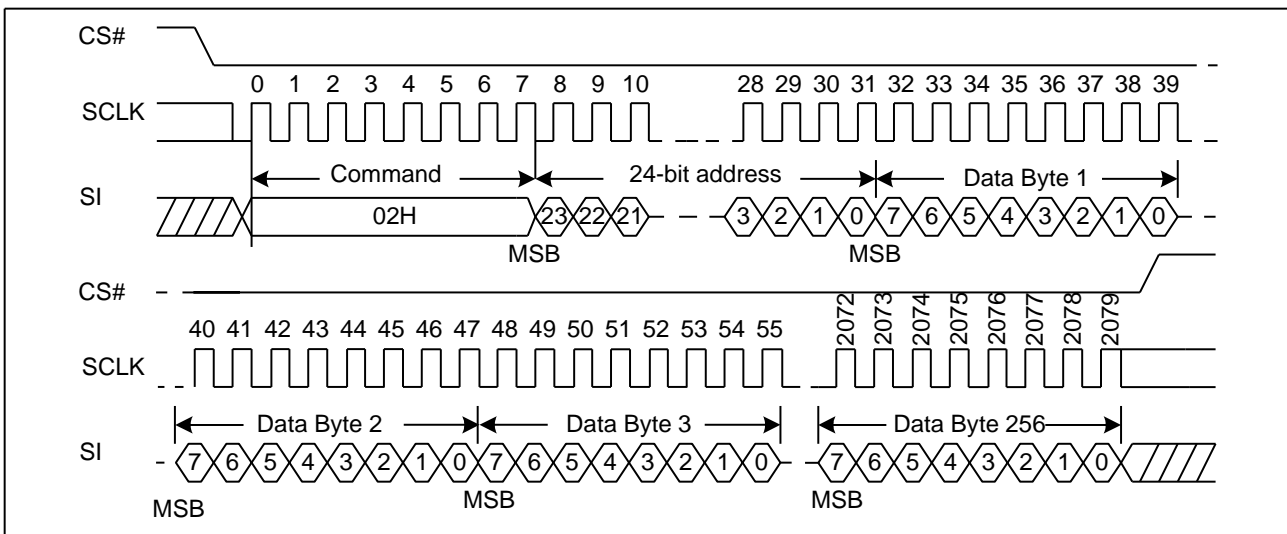 CS#
0 1 2 3 4 5 6 7 8 9 10 28 29 30 31 32 33 34 35 36 37 38 39
SCLK
Command 24-bit address Data Byte 1
SI
02H 23 22 21 3 2 1 0 7 6 5 4 3 2 1 0
MSB MSB
CS#
40 41 42 43 44 45 46 47 48 49 50 51 52 53 54 55 2072 2073 2074 2075 2076 2077 2078 2079
SCLK
Data Byte 2 Data Byte 3 Data Byte 256
SI
7 6 5 4 3 2 1 0 7 6 5 4 3 2 1 0 7 6 5 4 3 2 1 0
MSB MSB MSB